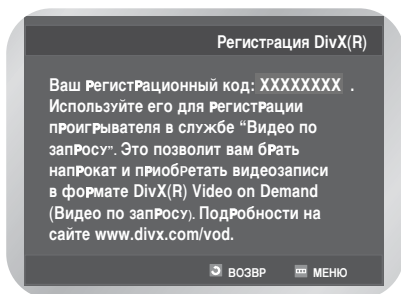 Регистрация DivX(R)
Ваш Регистрационный код: XXXXXXXX .
Используйте его для Регистрации
проигрывателя в службе “Видео по
запросу”. Это позволит вам брать
напрокат и приобретать видеозаписи
в формате DivX(R) Video on Demand
(Видео по запросу). Подробности на
сайте www.divx.com/vod.
ВОЗВР МЕНЮ